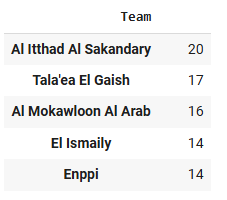 Team
Al Itthad Al Sakandary 20
Tala'ea El Gaish 17
Al Mokawloon Al Arab 16
El Ismaily 14
Enppi 14